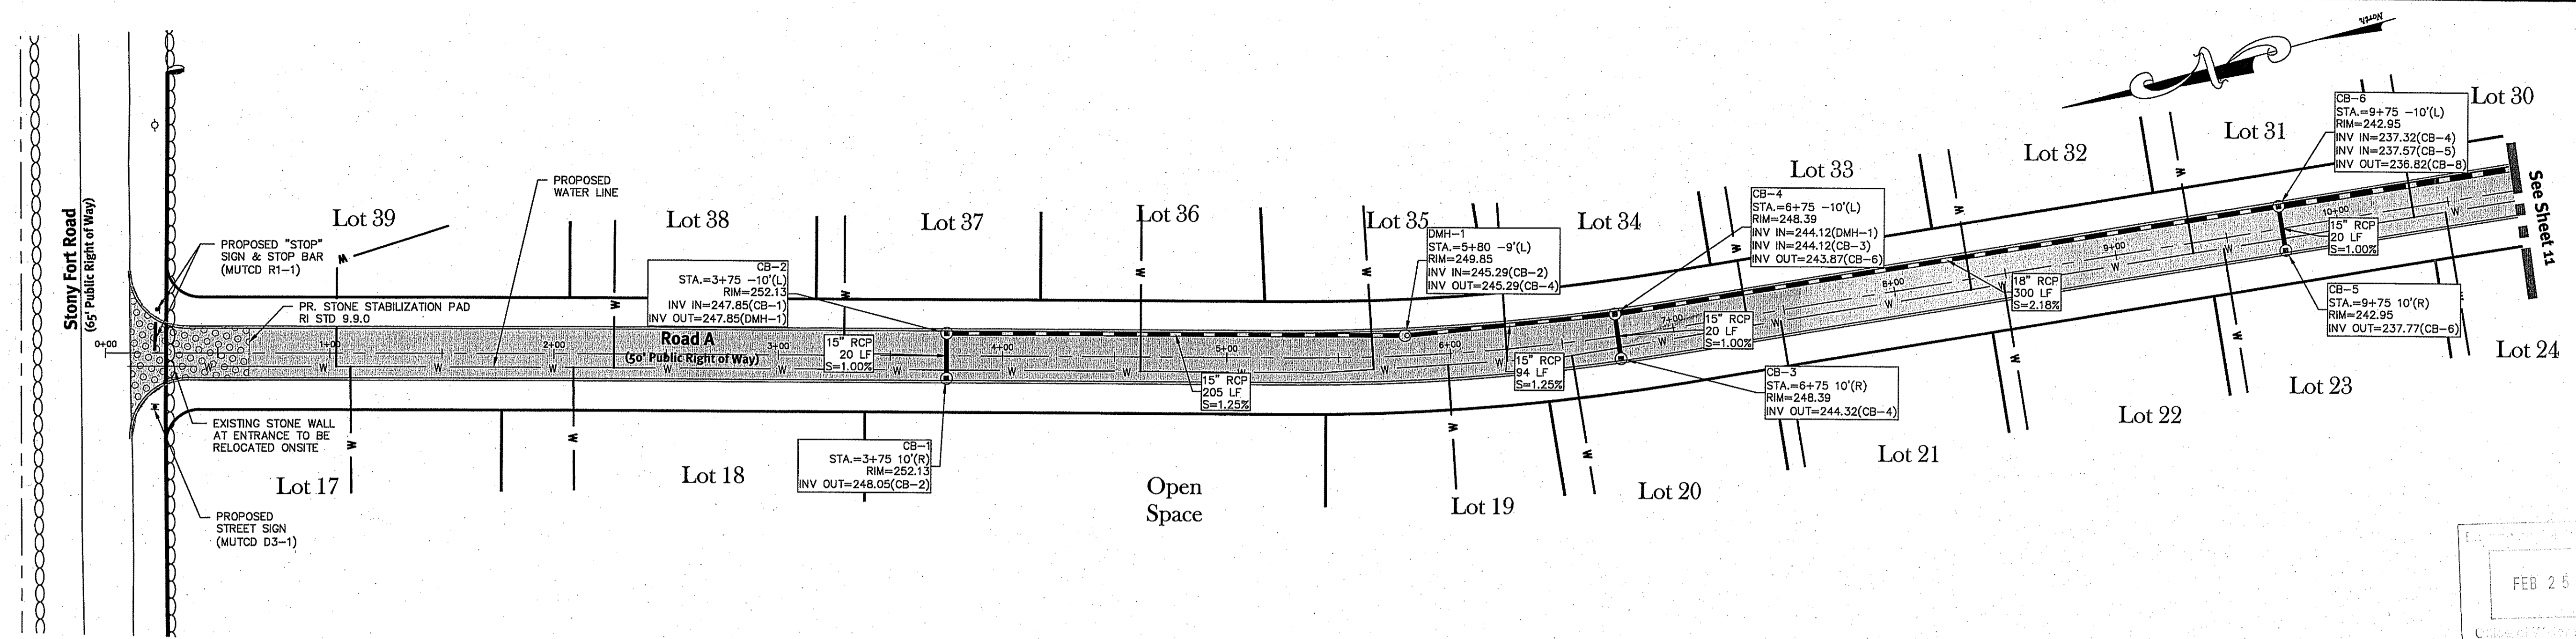 North
Stony Fort Road
(65' Public Right of Way)
0+00
PROPOSED "STOP"
SIGN & STOP BAR
(MUTCD R1-1)
PR. STONE STABILIZATION PAD
RI STD 9.9.0
PROPOSED
WATER LINE
EXISTING STONE WALL
AT ENTRANCE TO BE
RELOCATED ONSITE
PROPOSED
STREET SIGN
(MUTCD D3-1)
Lot 39
Lot 38
Lot 37
Lot 36
Lot 35
Lot 34
Lot 33
Lot 32
Lot 31
Lot 30
CB-2
STA.=3+75 -10'(L)
RIM=252.13
INV IN=247.85(CB-1)
INV OUT=247.85(DMH-1)
DMH-1
STA.=5+80 -9'(L)
RIM=249.85
INV IN=245.29(CB-2)
INV OUT=245.29(CB-4)
CB-4
STA.=6+75 -10'(L)
RIM=248.39
INV IN=244.12(DMH-1)
INV IN=244.12(CB-3)
INV OUT=243.87(CB-6)
CB-6
STA.=9+75 -10'(L)
RIM=242.95
INV IN=237.32(CB-4)
INV IN=237.57(CB-5)
INV OUT=236.82(CB-8)
Road A
(50' Public Right of Way)
1+00
2+00
3+00
4+00
5+00
6+00
7+00
8+00
9+00
10+00
15" RCP
20 LF
S=1.00%
15" RCP
205 LF
S=1.25%
15" RCP
94 LF
S=1.25%
15" RCP
20 LF
S=1.00%
18" RCP
300 LF
S=2.18%
15" RCP
20 LF
S=1.00%
CB-1
STA.=3+75 10'(R)
RIM=252.13
INV OUT=248.05(CB-2)
CB-3
STA.=6+75 10'(R)
RIM=248.39
INV OUT=244.32(CB-4)
CB-5
STA.=9+75 10'(R)
RIM=242.95
INV OUT=237.77(CB-6)
Lot 17
Lot 18
Open
Space
Lot 19
Lot 20
Lot 21
Lot 22
Lot 23
Lot 24
See Sheet 11
FEB 25